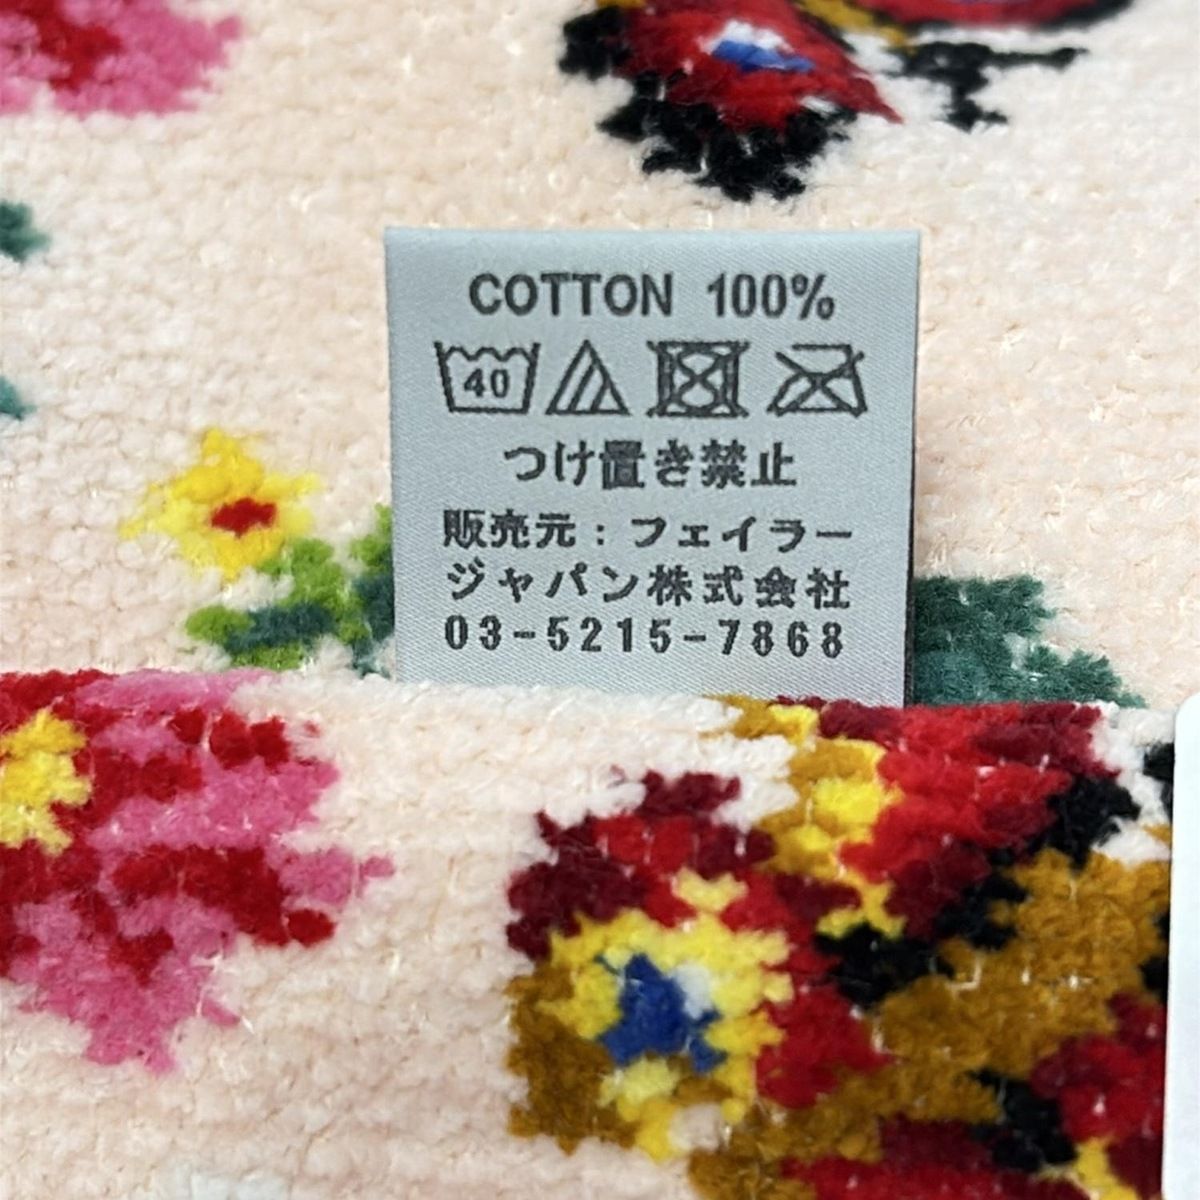 COTTON 100%
40
つけ置き禁止
販売元：フェイラー
ジャパン株式会社
03-5215-7868